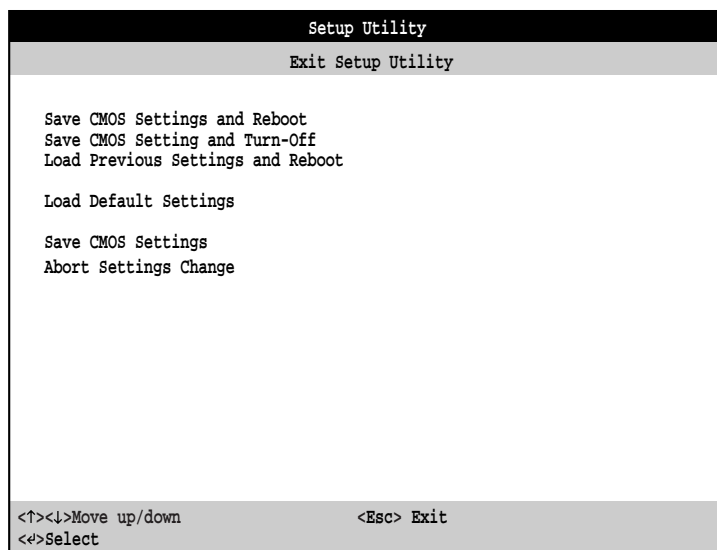 Setup Utility
Exit Setup Utility
Save CMOS Settings and Reboot
Save CMOS Setting and Turn-Off
Load Previous Settings and Reboot
Load Default Settings
Save CMOS Settings
Abort Settings Change
<↑><↓>Move up/down <Esc> Exit
<↵>Select